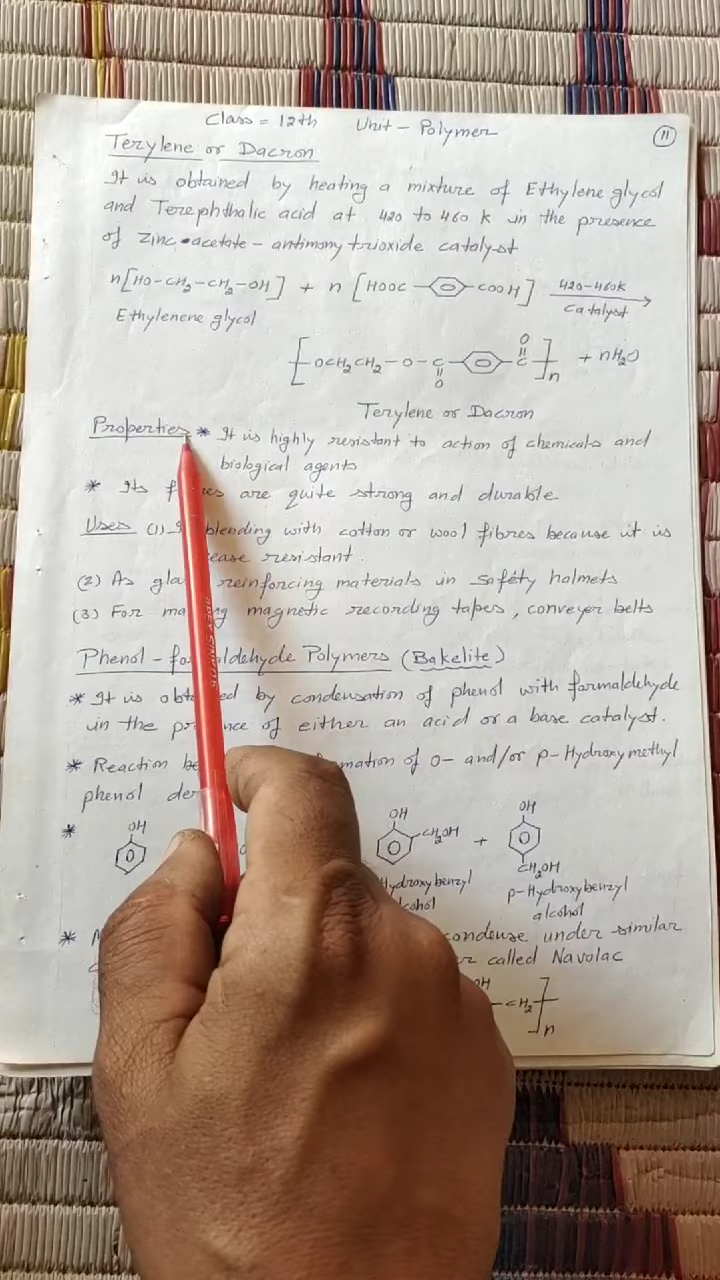 Class = 12th Unit - Polymer 11
Terylene or Dacron
It is obtained by heating a mixture of Ethylene glycol
and Terephthalic acid at 420 to 460 k in the presence
of zinc acetate - antimony trioxide catalyst
n[HO-CH2-CH2-OH] + n [HOOC - -COOH] 420-460k
Catalyst
Ethylenene glycol
[OCH2CH2-O-C- -C]n + nH2O
O O
Terylene or Dacron
Properties * It is highly resistant to action of chemicals and
biological agents
* Its are quite strong and durable
Uses (1) blending with cotton or wool fibres because it is
resistant.
(2) As reinforcing materials in safety halmets
(3) For magnetic recording tapes, conveyer belts
Phenol - Polymers (Bakelite)
* It is by condensation of phenol with formaldehyde
in the of either an acid or a base catalyst.
* Reaction of o- and/or p-Hydroxymethyl
phenol
* OH OH CH2OH + OH
CH2OH
p-Hydroxybenzyl
alcohol
* condense under similar
called Navolac
-CH2]n